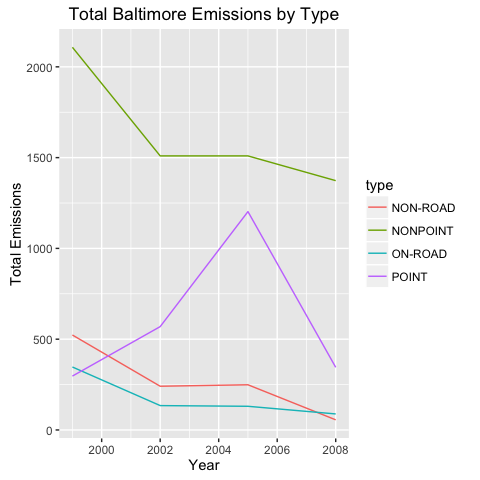 Total Baltimore Emissions by Type
2000
1500
1000
500
0
Total Emissions
2000 2002 2004 2006 2008
Year
type
NON-ROAD
NONPOINT
ON-ROAD
POINT